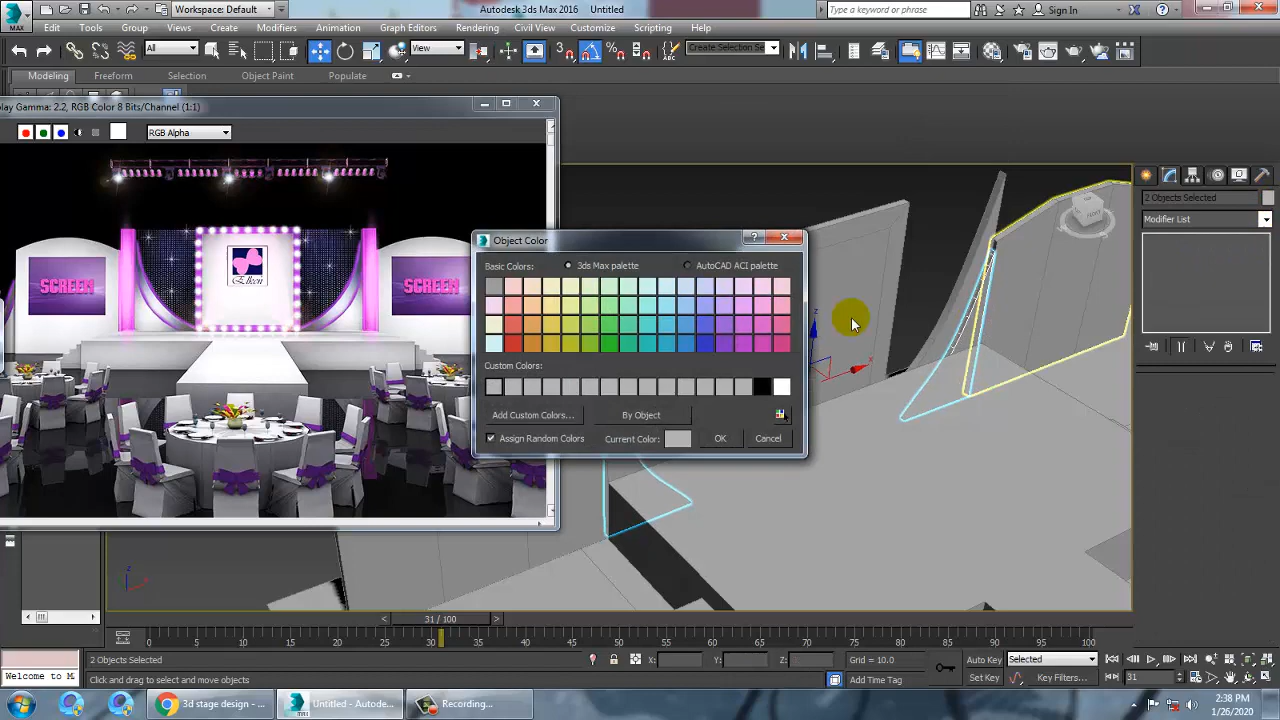 Workspace: Default
Autodesk 3ds Max 2016 Untitled
Type a keyword or phrase
Sign In
MAX
Edit Tools Group Views Create Modifiers Animation Graph Editors Rendering Civil View Customize Scripting Help
All
View
Create Selection Se
Modeling Freeform Selection Object Paint Populate
play Gamma: 2.2, RGB Color 8 Bits/Channel (1:1)
RGB Alpha
2 Objects Selected
Modifier List
SCREEN
Elken
SCREEN
Object Color
Basic Colors:
3ds Max palette
AutoCAD ACI palette
Custom Colors:
Add Custom Colors...
By Object
Assign Random Colors
Current Color:
OK
Cancel
z
x
31 / 100
0 5 10 15 20 25 30 35 40 45 50 55 60 65 70 75 80 85 90 95 100
2 Objects Selected
X:
Y:
Z:
Grid = 10.0
Auto Key
Selected
Welcome to M
Click and drag to select and move objects
Add Time Tag
Set Key
Key Filters...
31
3d stage design - ...
Untitled - Autode...
Recording...
2:38 PM
1/26/2020